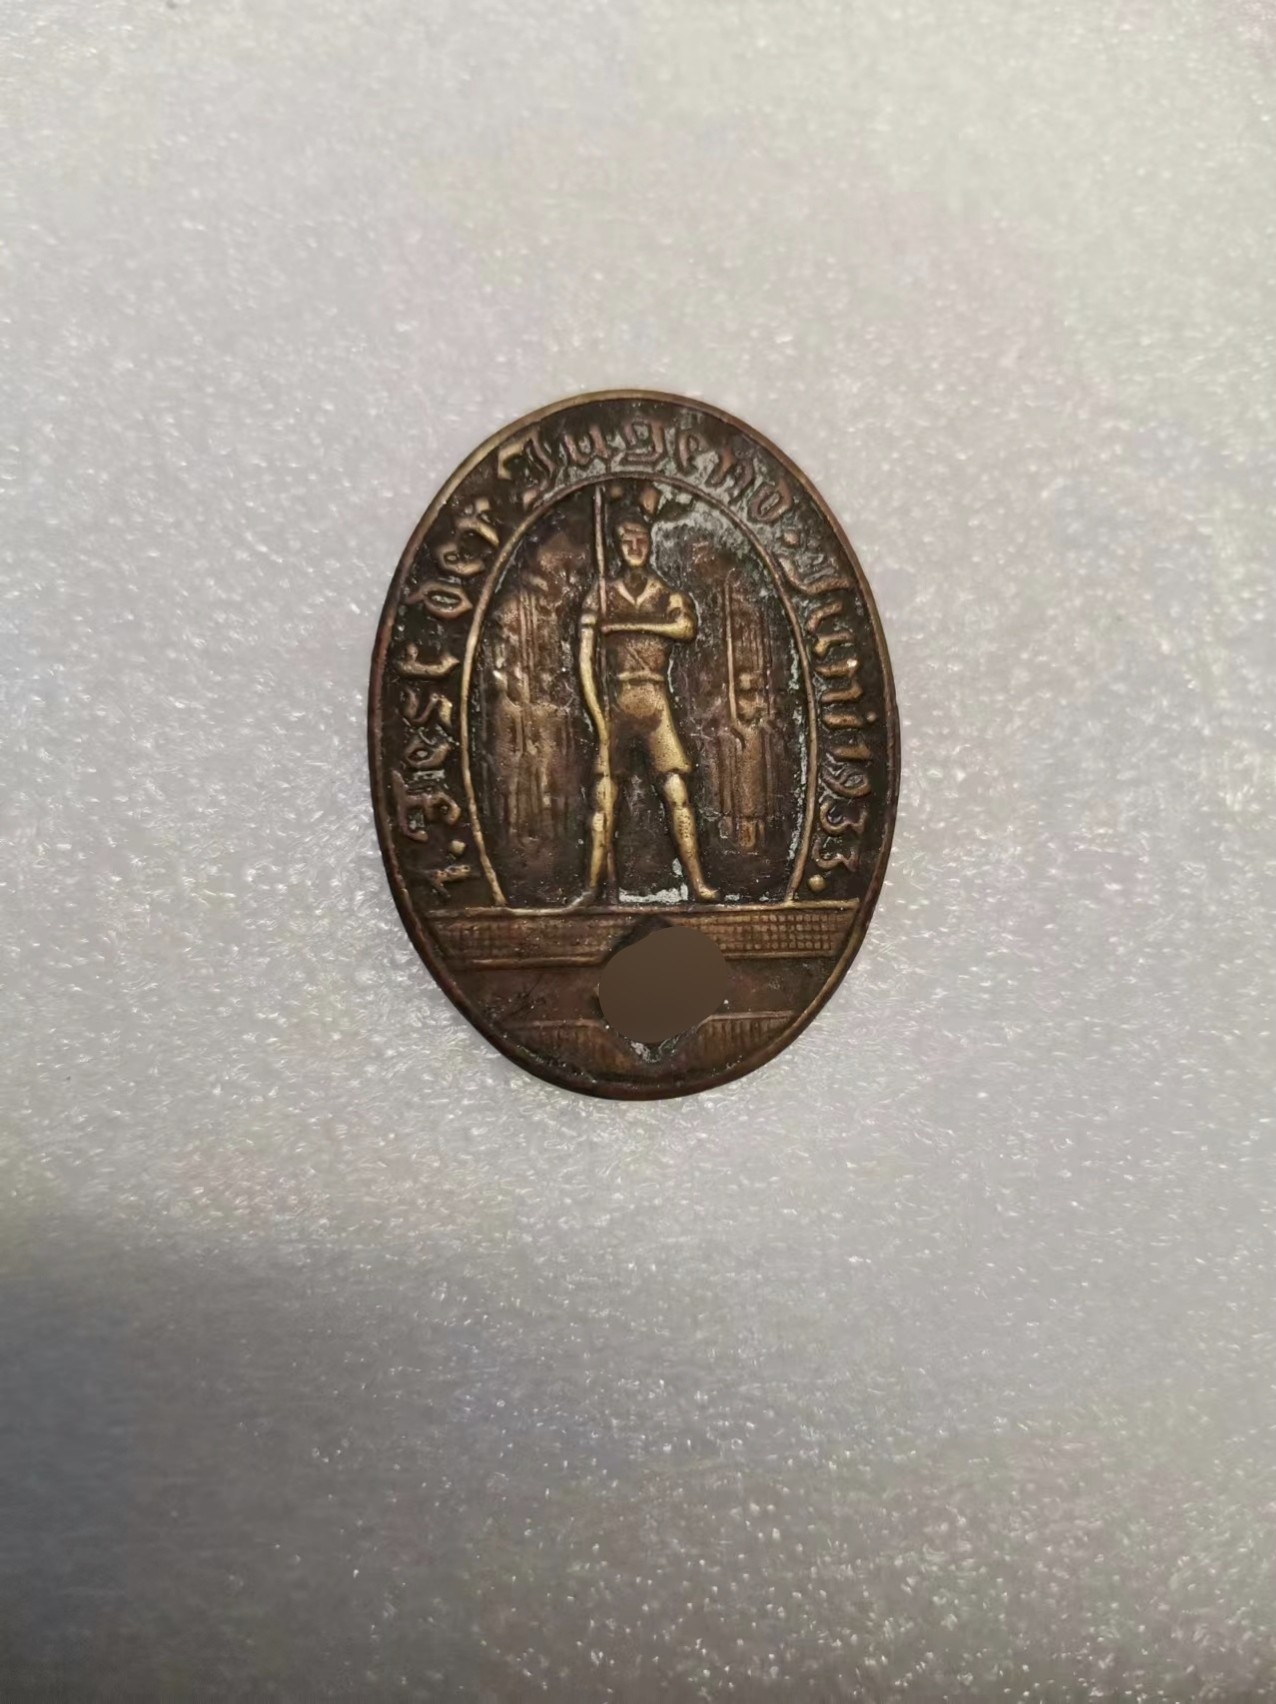 1. Fest der Jugend. Juni 1933.